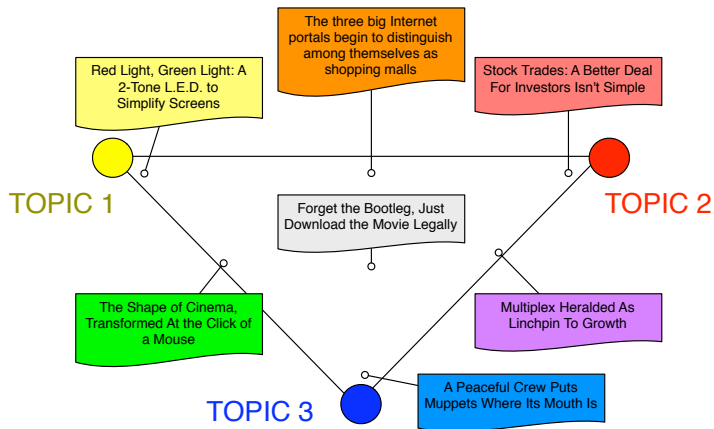 The three big Internet
portals begin to distinguish
among themselves as
shopping malls
Red Light, Green Light: A
2-Tone L.E.D. to
Simplify Screens
Stock Trades: A Better Deal
For Investors Isn't Simple
TOPIC 1
TOPIC 2
Forget the Bootleg, Just
Download the Movie Legally
The Shape of Cinema,
Transformed At the Click of
a Mouse
Multiplex Heralded As
Linchpin To Growth
TOPIC 3
A Peaceful Crew Puts
Muppets Where Its Mouth Is